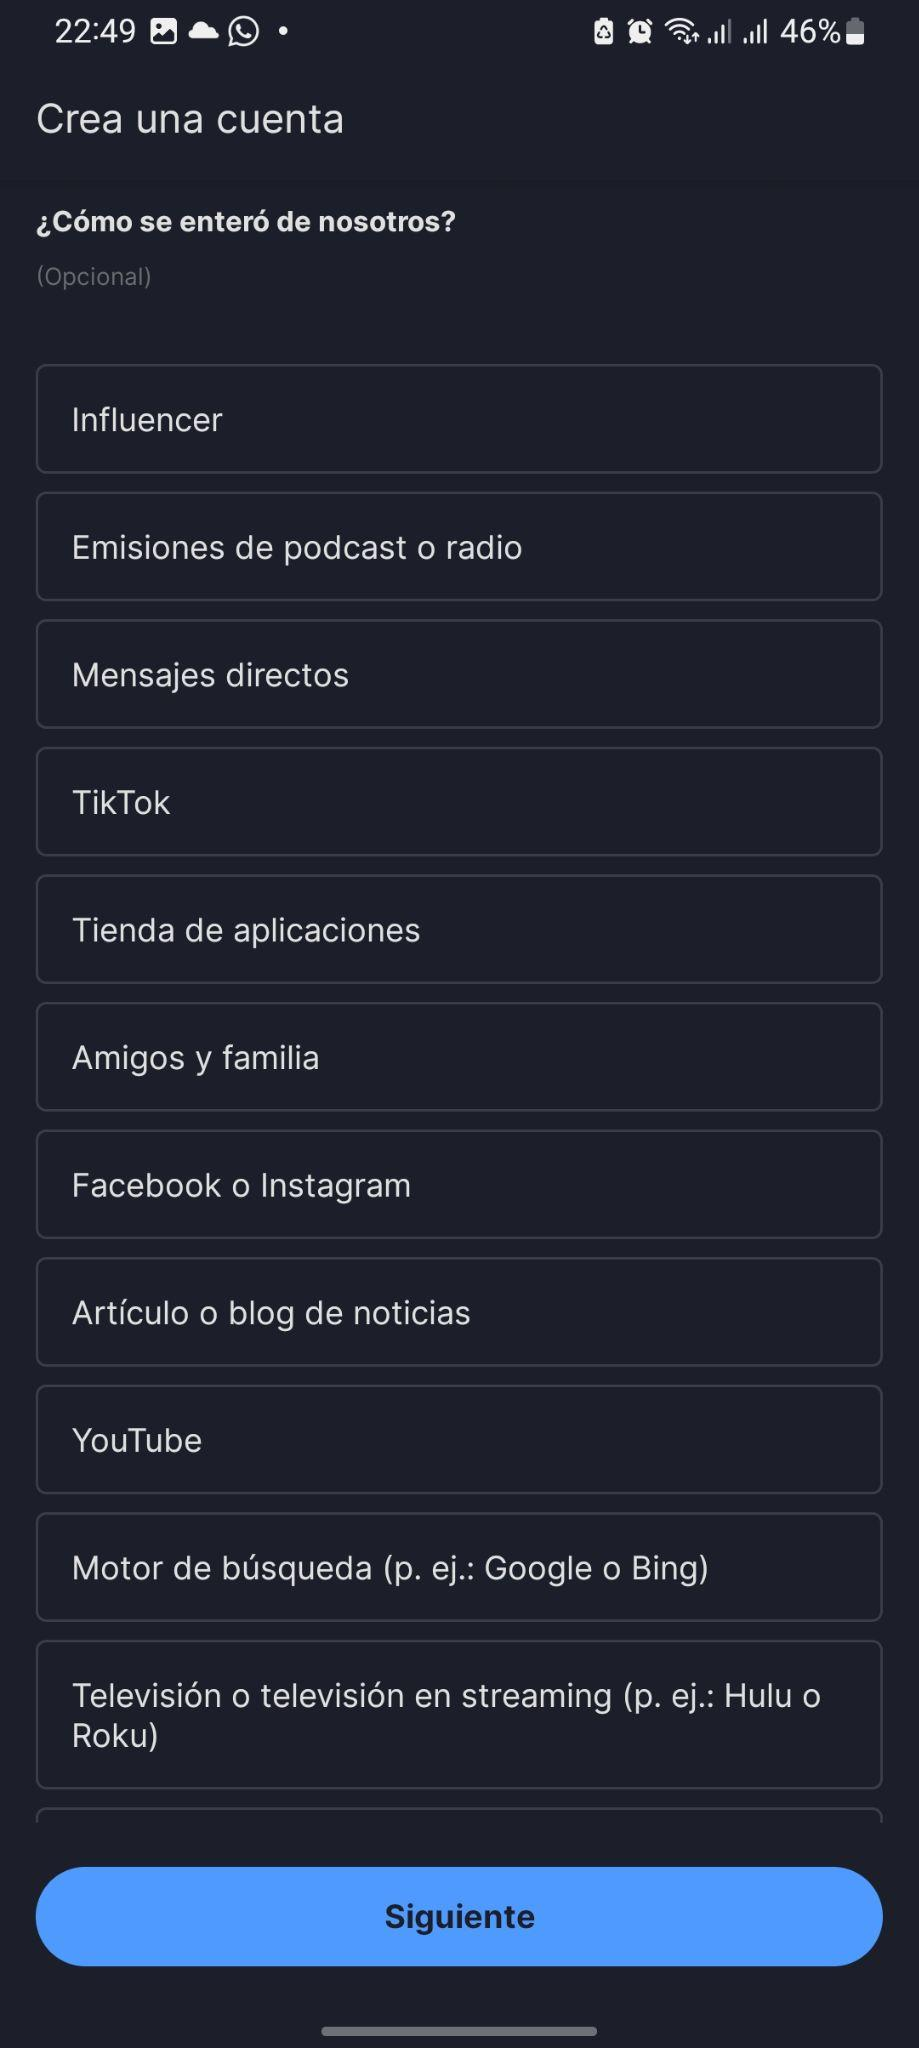 22:49
46%
Crea una cuenta
¿Cómo se enteró de nosotros?
(Opcional)
Influencer
Emisiones de podcast o radio
Mensajes directos
TikTok
Tienda de aplicaciones
Amigos y familia
Facebook o Instagram
Artículo o blog de noticias
YouTube
Motor de búsqueda (p. ej.: Google o Bing)
Televisión o televisión en streaming (p. ej.: Hulu o
Roku)
Siguiente